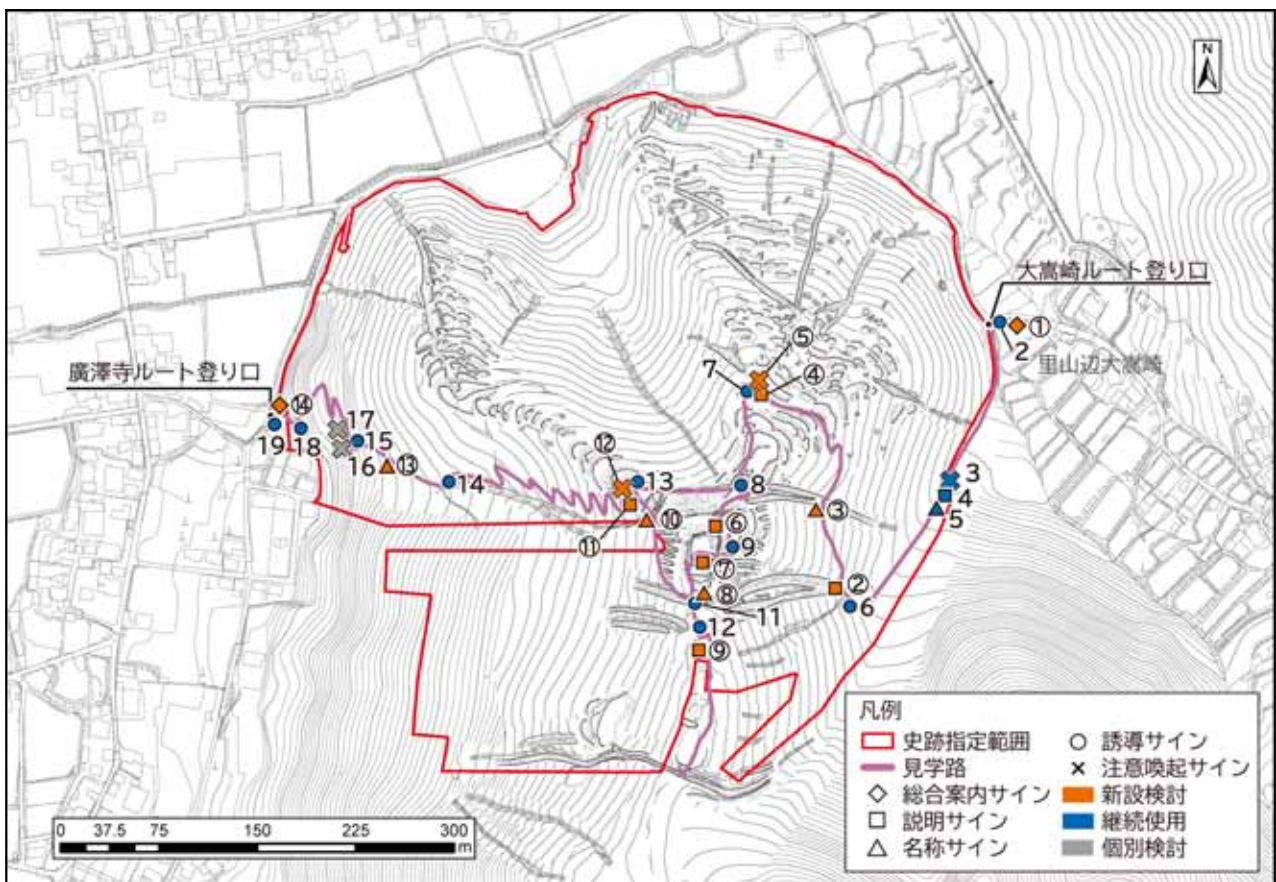 N
大嵩崎ルート登り口
①
2
里山辺大嵩崎
⑤
7
④
廣澤寺ルート登り口
⑭
17
19
18
15
16
⑬
14
⑫
13
8
3
4
5
③
⑩
⑥
⑪
9
⑦
②
⑧
6
11
12
⑨
凡例
史跡指定範囲
誘導サイン
見学路
注意喚起サイン
総合案内サイン
新設検討
説明サイン
継続使用
名称サイン
個別検討
0 37.5 75 150 225 300
m